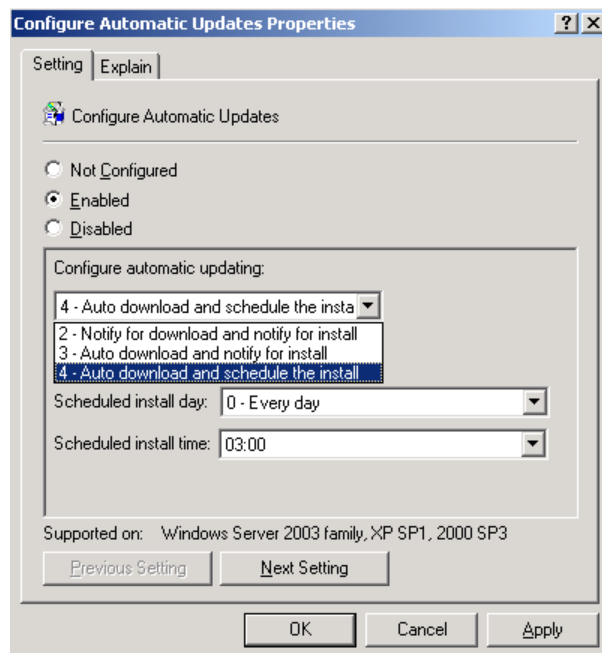 Configure Automatic Updates Properties
Setting Explain
Configure Automatic Updates
Not Configured
Enabled
Disabled
Configure automatic updating:
4 - Auto download and schedule the insta
2 - Notify for download and notify for install
3 - Auto download and notify for install
4 - Auto download and schedule the install
Scheduled install day: 0 - Every day
Scheduled install time: 03:00
Supported on: Windows Server 2003 family, XP SP1, 2000 SP3
Previous Setting Next Setting
OK Cancel Apply